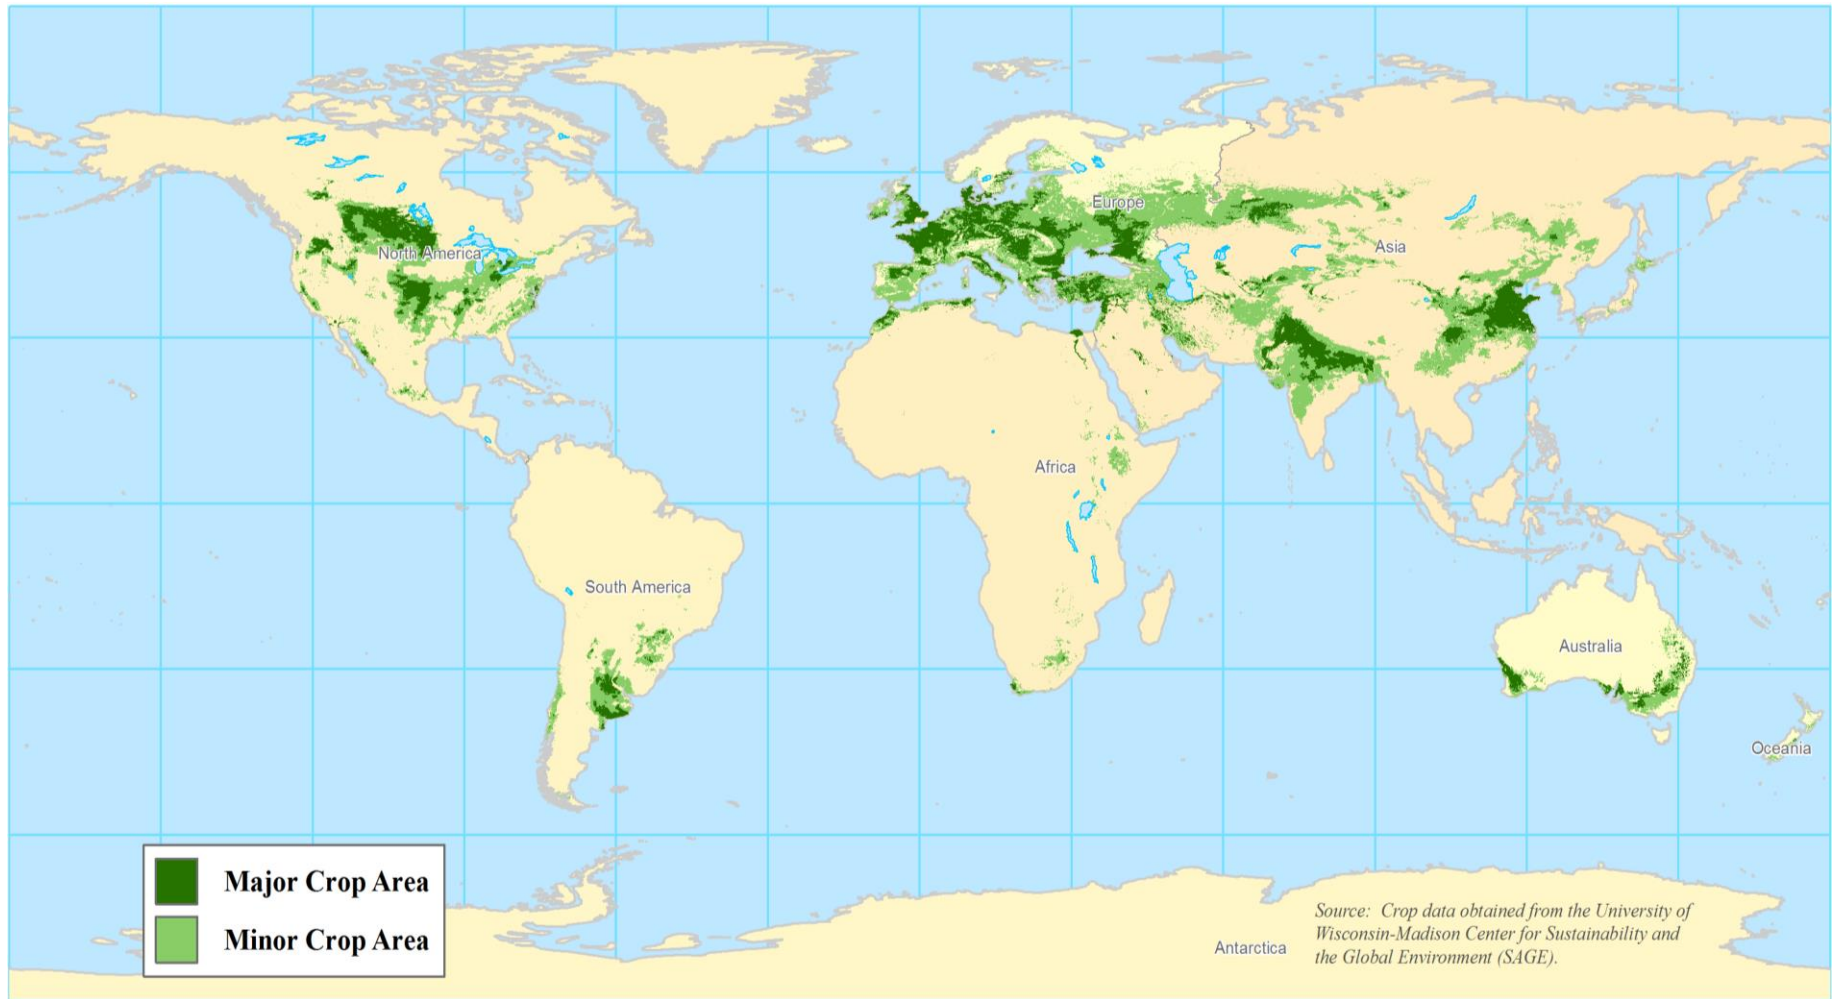 Europe
Asia
North America
Africa
South America
Australia
Oceania
Major Crop Area
Minor Crop Area
Source:  Crop data obtained from the University of
Wisconsin-Madison Center for Sustainability and
the Global Environment (SAGE).
Antarctica